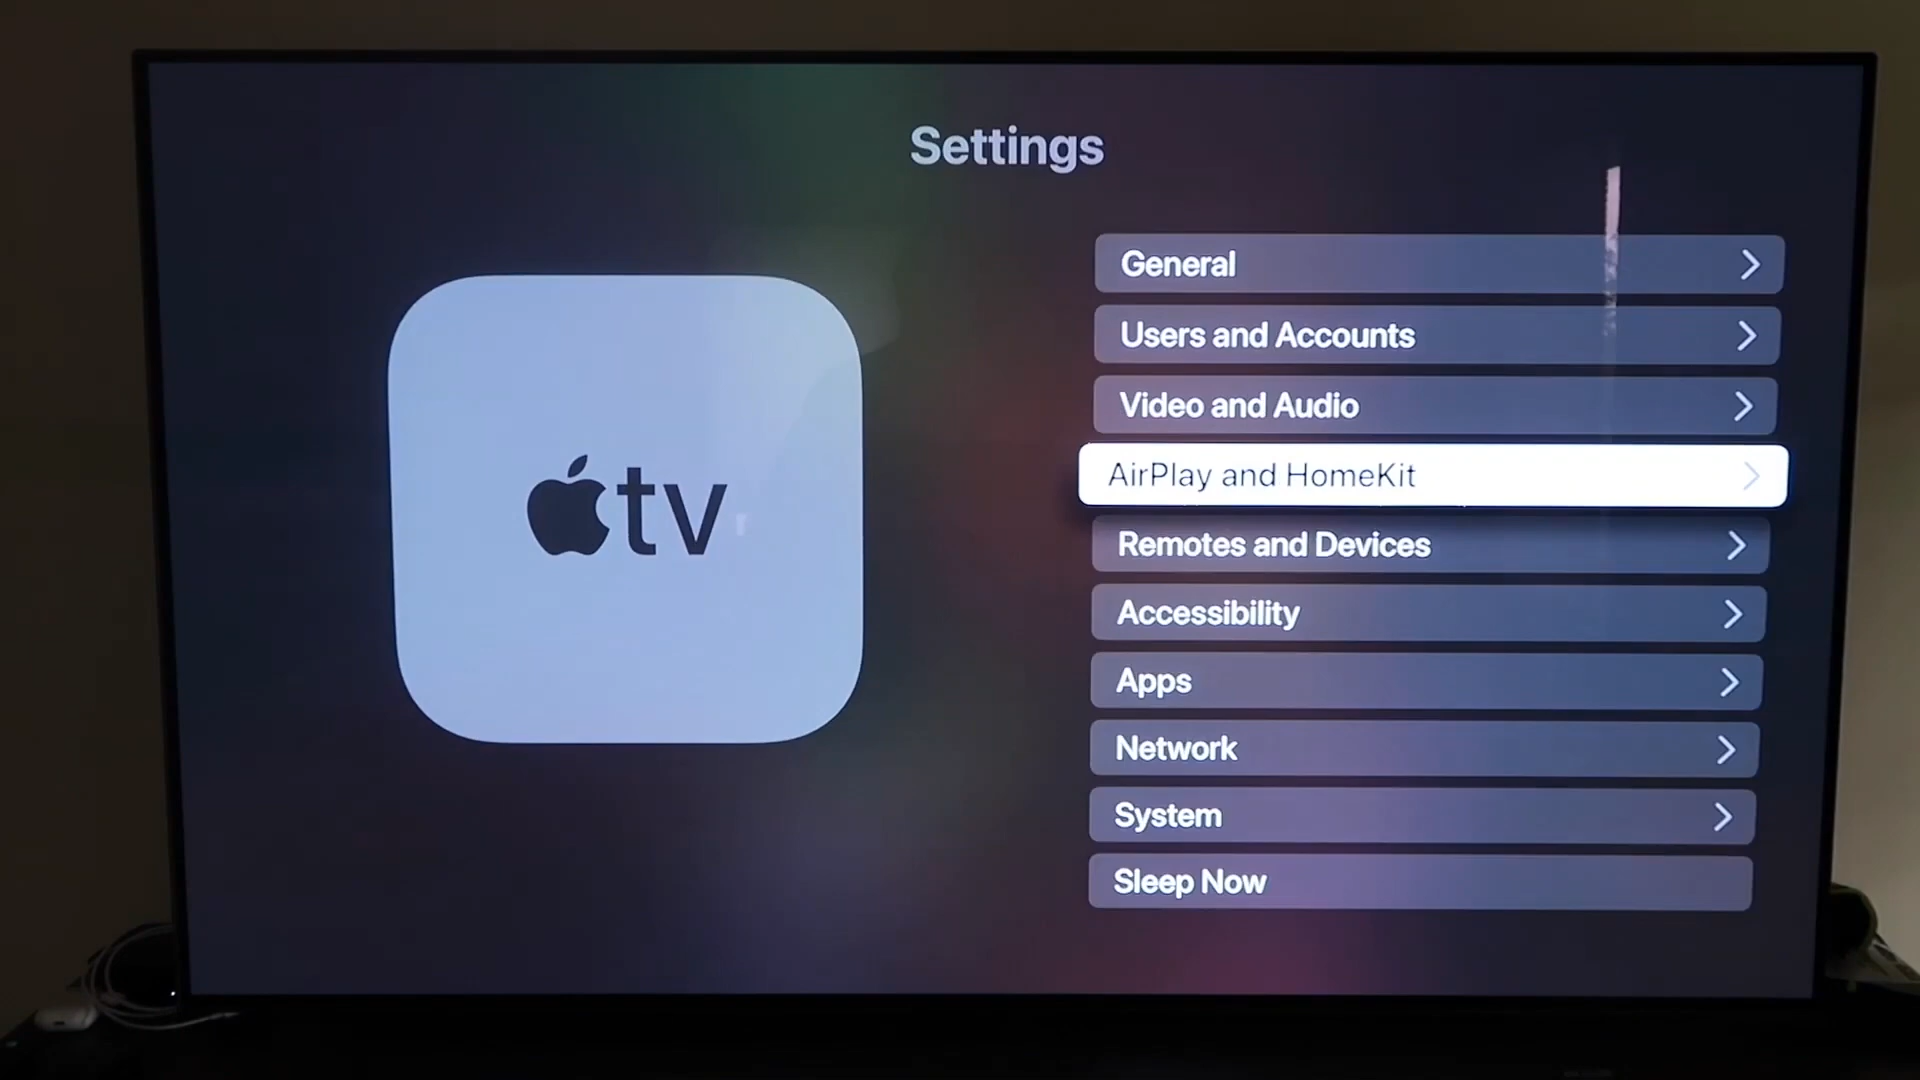 Settings
tv
General
Users and Accounts
Video and Audio
AirPlay and HomeKit
Remotes and Devices
Accessibility
Apps
Network
System
Sleep Now